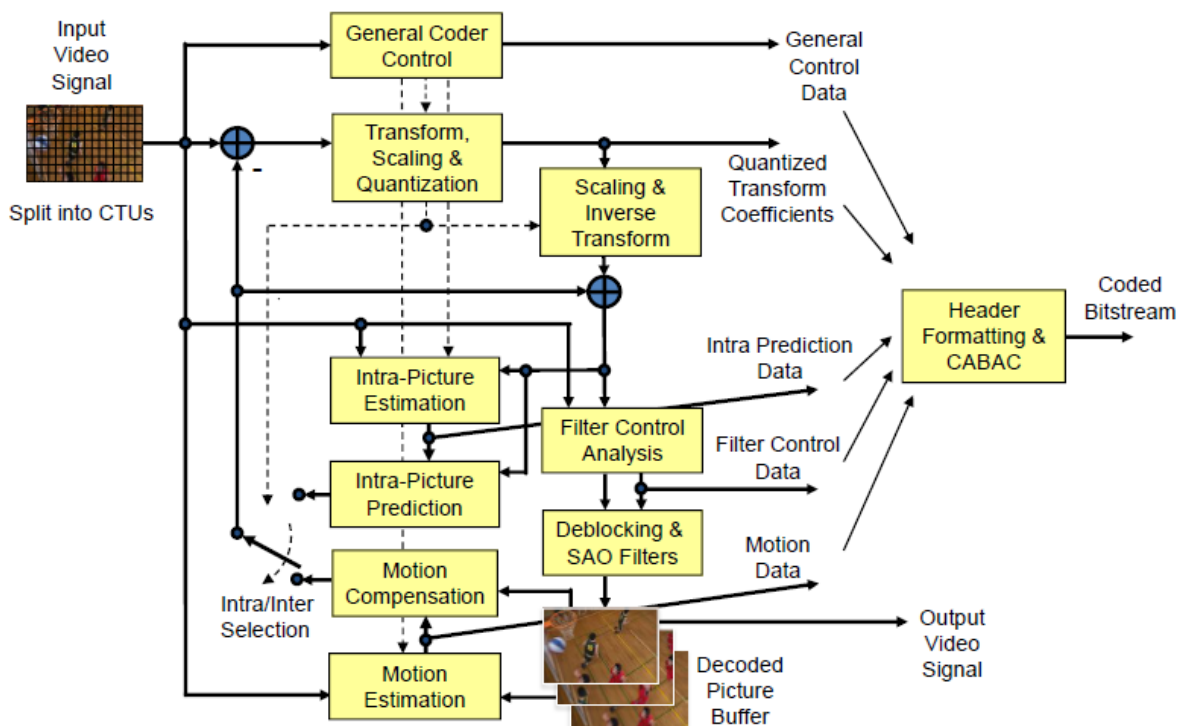 Input
Video
Signal
Split into CTUs
General Coder
Control
Transform,
Scaling &
Quantization
-
Scaling &
Inverse
Transform
Intra-Picture
Estimation
Intra-Picture
Prediction
Filter Control
Analysis
Deblocking &
SAO Filters
Motion
Compensation
Motion
Estimation
Intra/Inter
Selection
General
Control
Data
Quantized
Transform
Coefficients
Intra Prediction
Data
Filter Control
Data
Motion
Data
Header
Formatting &
CABAC
Coded
Bitstream
Output
Video
Signal
Decoded
Picture
Buffer